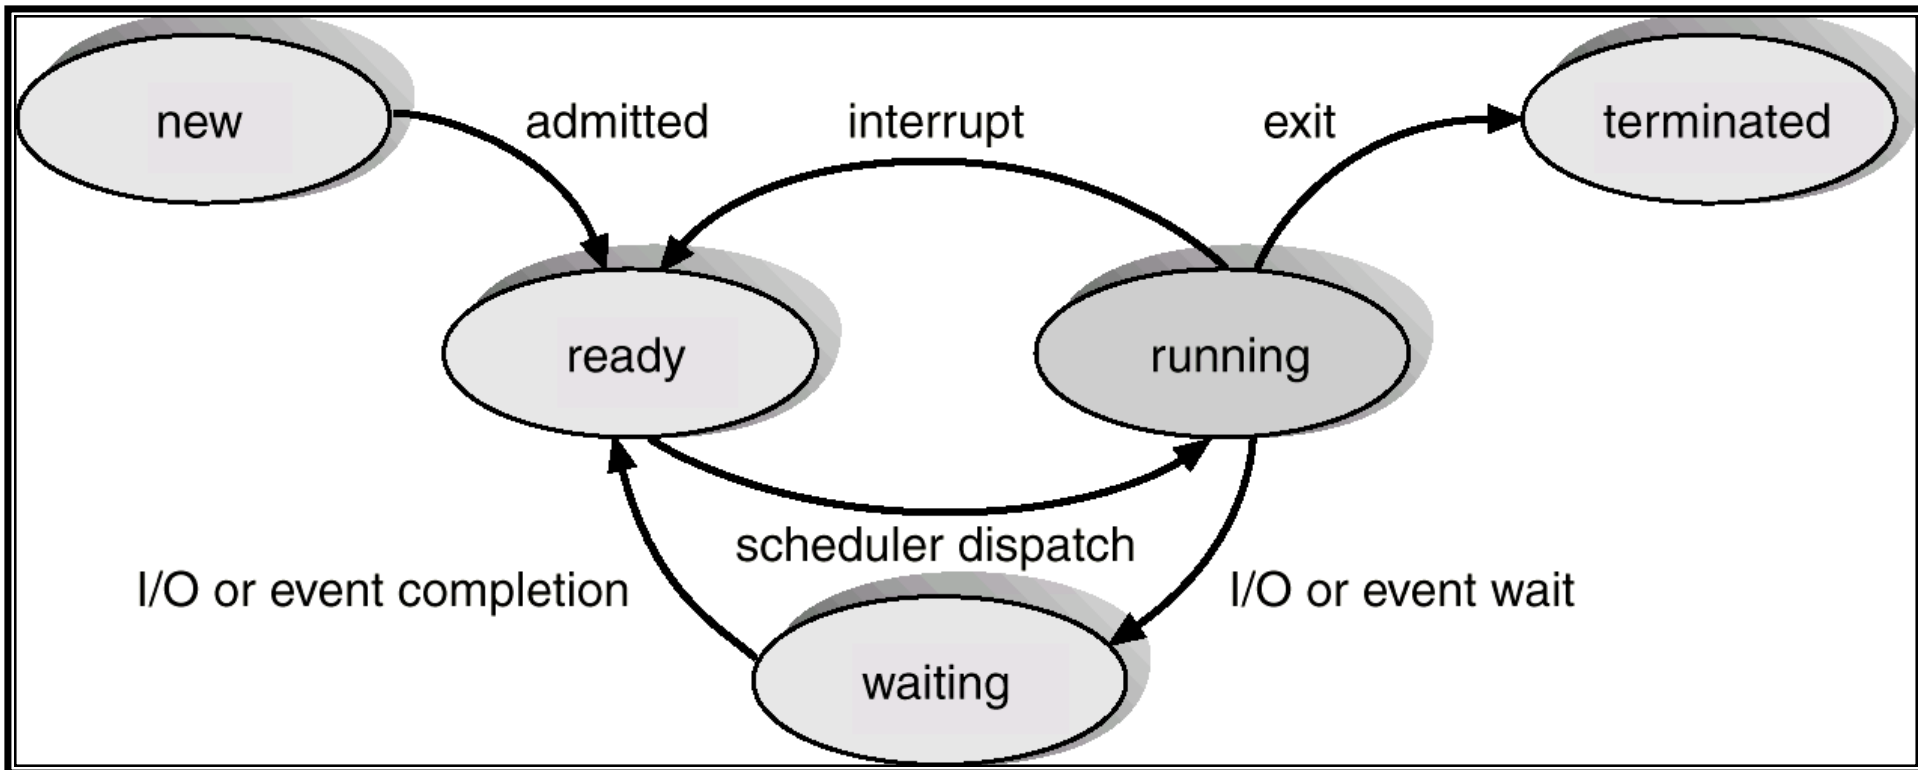 new
admitted
interrupt
exit
terminated
ready
running
scheduler dispatch
I/O or event completion
I/O or event wait
waiting